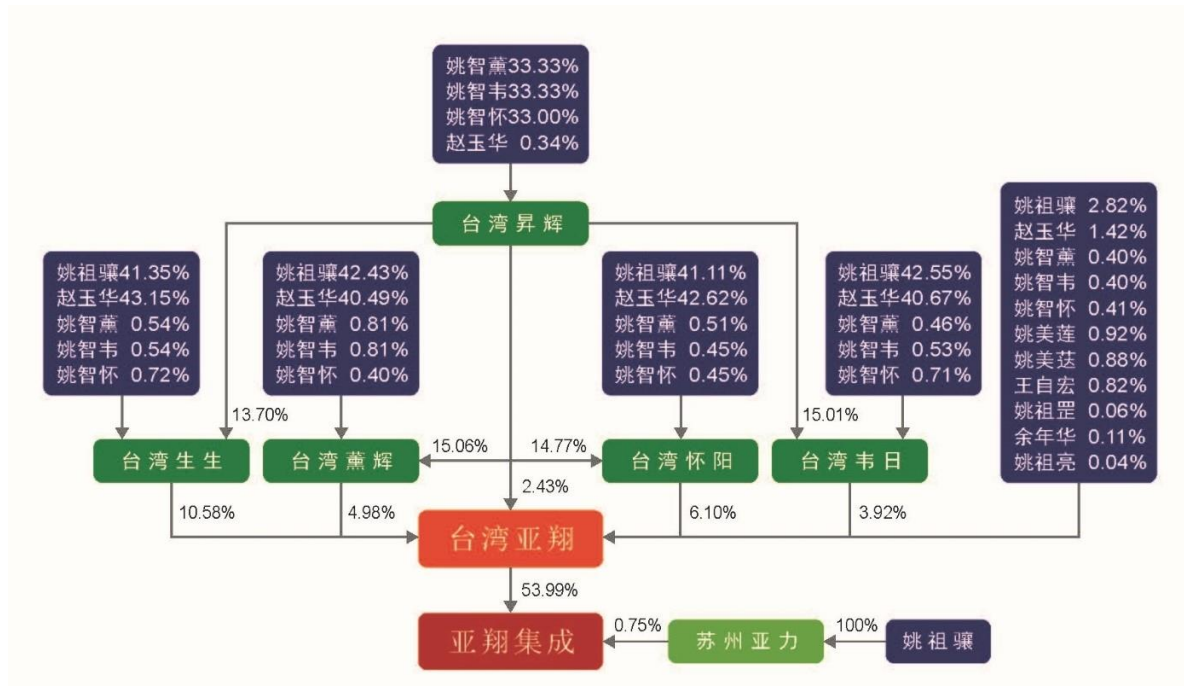 姚智薰33.33%
姚智韦33.33%
姚智怀33.00%
赵玉华 0.34%
台湾昇辉
姚祖骧41.35%
赵玉华43.15%
姚智薰 0.54%
姚智韦 0.54%
姚智怀 0.72%
姚祖骧42.43%
赵玉华40.49%
姚智薰 0.81%
姚智韦 0.81%
姚智怀 0.40%
姚祖骧41.11%
赵玉华42.62%
姚智薰 0.51%
姚智韦 0.45%
姚智怀 0.45%
姚祖骧42.55%
赵玉华40.67%
姚智薰 0.46%
姚智韦 0.53%
姚智怀 0.71%
姚祖骧 2.82%
赵玉华 1.42%
姚智薰 0.40%
姚智韦 0.40%
姚智怀 0.41%
姚美莲 0.92%
姚美荙 0.88%
王自宏 0.82%
姚祖罡 0.06%
余年华 0.11%
姚祖亮 0.04%
13.70%
15.01%
台湾生生
台湾薰辉
15.06%
14.77%
台湾怀阳
台湾韦日
10.58%
4.98%
2.43%
6.10%
3.92%
台湾亚翔
53.99%
亚翔集成
0.75%
苏州亚力
100%
姚祖骧